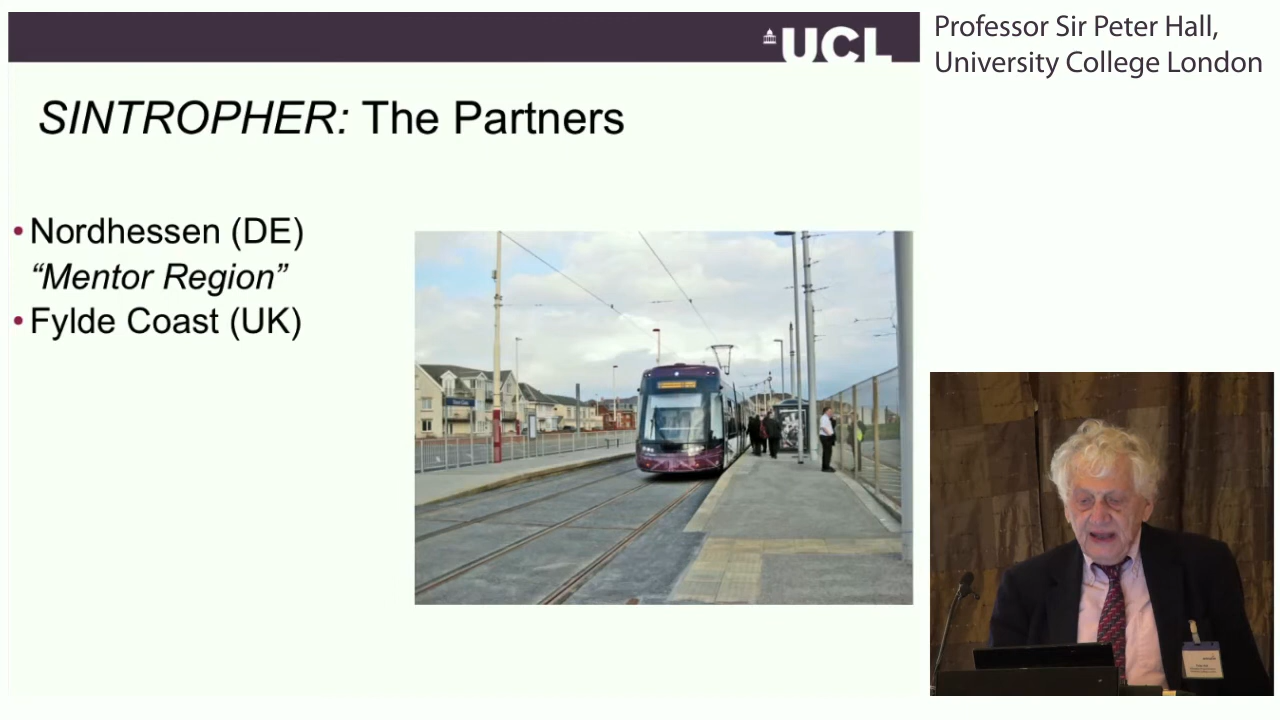 UCL
Professor Sir Peter Hall,
University College London
SINTROPHER: The Partners
• Nordhessen (DE)
“Mentor Region”
• Fylde Coast (UK)